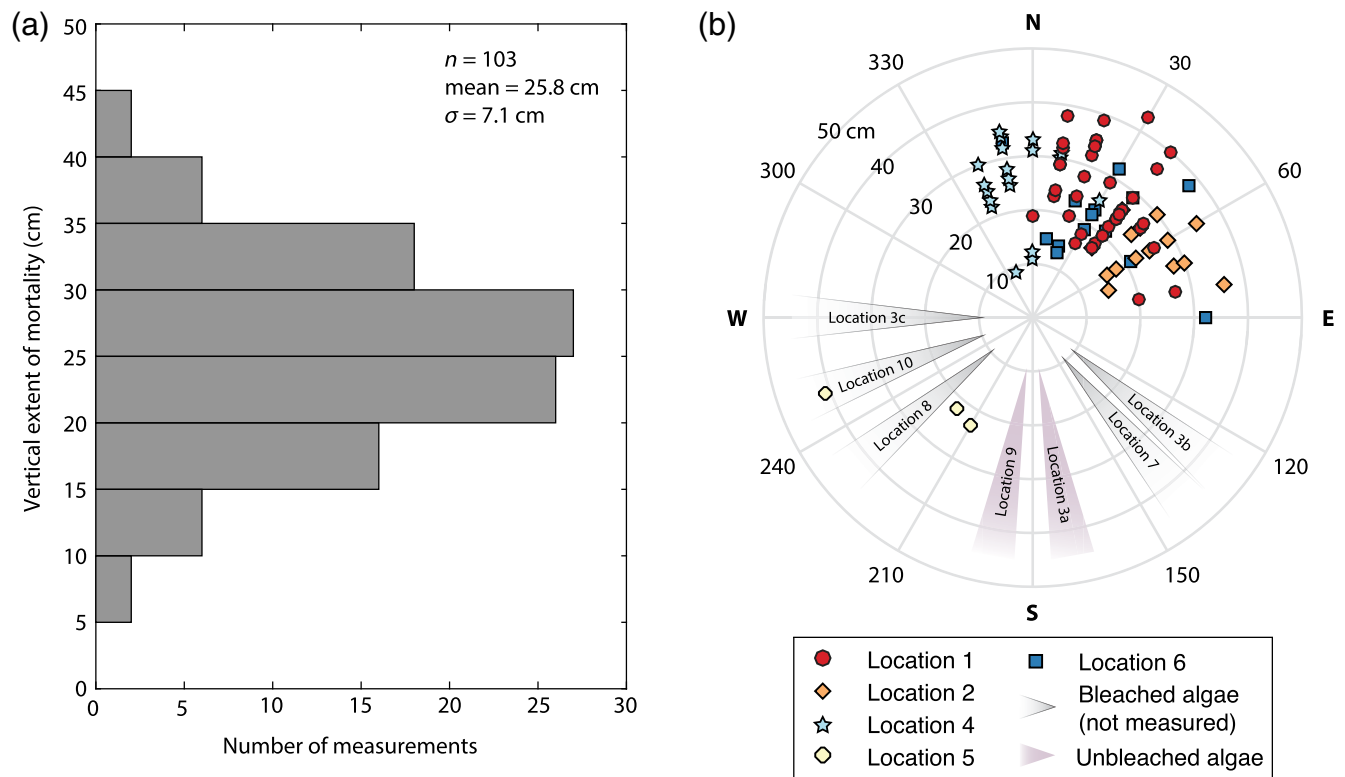 (a)
50
45
40
35
30
25
20
15
10
5
0
0 5 10 15 20 25 30
Vertical extent of mortality (cm)
Number of measurements
n = 103
mean = 25.8 cm
σ = 7.1 cm
(b)
N
330
30
50 cm
40
300
60
30
20
10
W
E
Location 3c
Location 10
Location 8
Location 9
Location 3a
Location 7
Location 3b
240
120
210
150
S
Location 1
Location 2
Location 4
Location 5
Location 6
Bleached algae
(not measured)
Unbleached algae